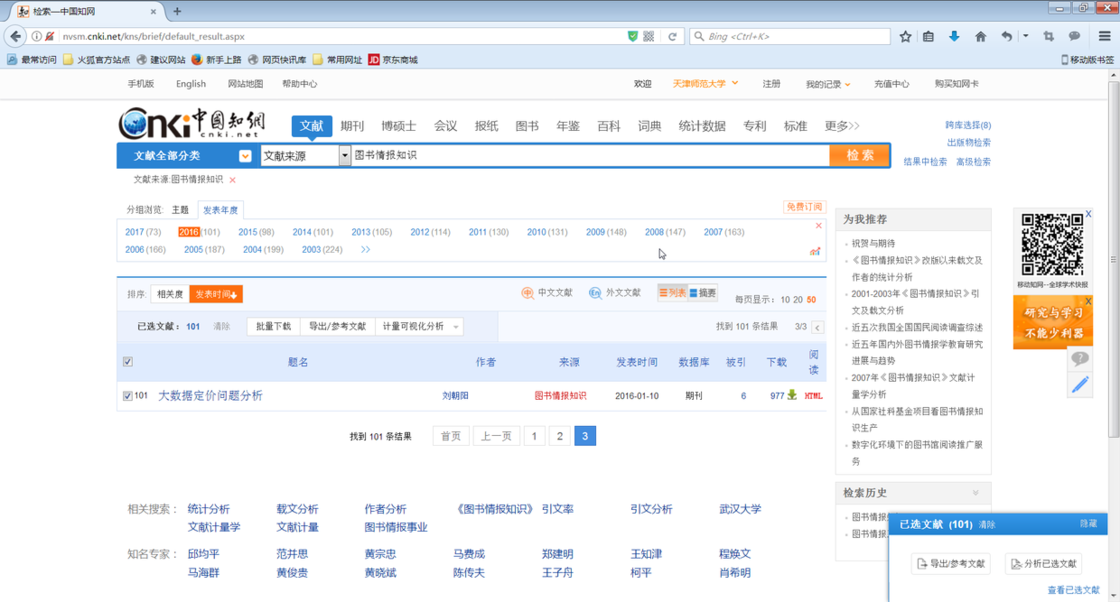 检索—中国知网
nvsm.cnki.net/kns/brief/default_result.aspx
Bing <Ctrl+K>
最常访问 火狐官方站点 建议网站 新手上路 网页快讯库 常用网址 JD 京东商城 移动版书签
手机版 English 网站地图 帮助中心 欢迎 天津师范大学 注册 我的记录 充值中心 购买知网卡
Cnki 中国知网
cnki.net
文献 期刊 博硕士 会议 报纸 图书 年鉴 百科 词典 统计数据 专利 标准 更多>>
跨库选择(8)
出版物检索
文献全部分类 文献来源 图书情报知识 检索
结果中检索 高级检索
文献来源:图书情报知识 ×
分组浏览: 主题 发表年度 免费订阅
2017 (73) 2016 (101) 2015 (98) 2014 (101) 2013 (105) 2012 (114) 2011 (130) 2010 (131) 2009 (148) 2008 (147) 2007 (163)
2006 (166) 2005 (187) 2004 (199) 2003 (224) >>
排序: 相关度 发表时间 中 中文文献 En 外文文献 列表 摘要 每页显示: 10 20 50
已选文献: 101 清除 批量下载 导出/参考文献 计量可视化分析 找到 101 条结果 3/3 <
题名 作者 来源 发表时间 数据库 被引 下载 阅读
101 大数据定价问题分析 刘朝阳 图书情报知识 2016-01-10 期刊 6 977 HTML
找到 101 条结果 首页 上一页 1 2 3
相关搜索: 统计分析 载文分析 作者分析 《图书情报知识》 引文率 引文分析 武汉大学
文献计量学 文献计量 图书情报事业
知名专家: 邱均平 范并思 黄宗忠 马费成 郑建明 王知津 程焕文
马海群 黄俊贵 黄晓斌 陈传夫 王子舟 柯平 肖希明
为我推荐
祝贺与期待
《图书情报知识》改版以来载文及
作者的统计分析
2001-2003年《图书情报知识》引
文及载文分析
近五次我国全国国民阅读调查综述
近五年国内外图书情报学教育研究
进展与趋势
2007年《图书情报知识》文献计
量学分析
从国家社科基金项目看图书情报知
识生产
数字化环境下的图书馆阅读推广服
务
检索历史
图书情报
图书情报
X
移动知网--全球学术快报
X
研究与学习
不能少利器
已选文献 (101) 清除 隐藏
导出/参考文献 分析已选文献
查看已选文献